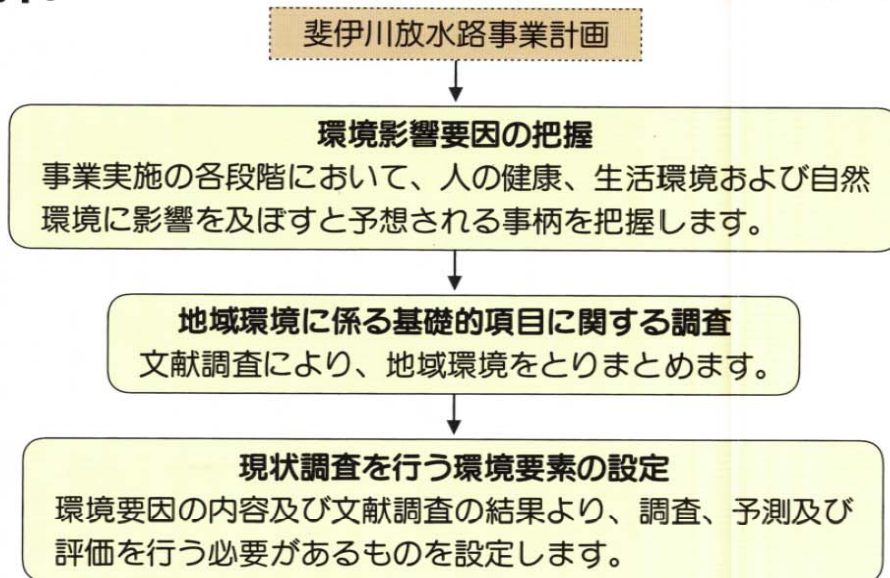 斐伊川放水路事業計画
環境影響要因の把握
事業実施の各段階において、人の健康、生活環境および自然
環境に影響を及ぼすと予想される事柄を把握します。
地域環境に係る基礎的項目に関する調査
文献調査により、地域環境をとりまとめます。
現状調査を行う環境要素の設定
環境要因の内容及び文献調査の結果より、調査、予測及び
評価を行う必要があるものを設定します。